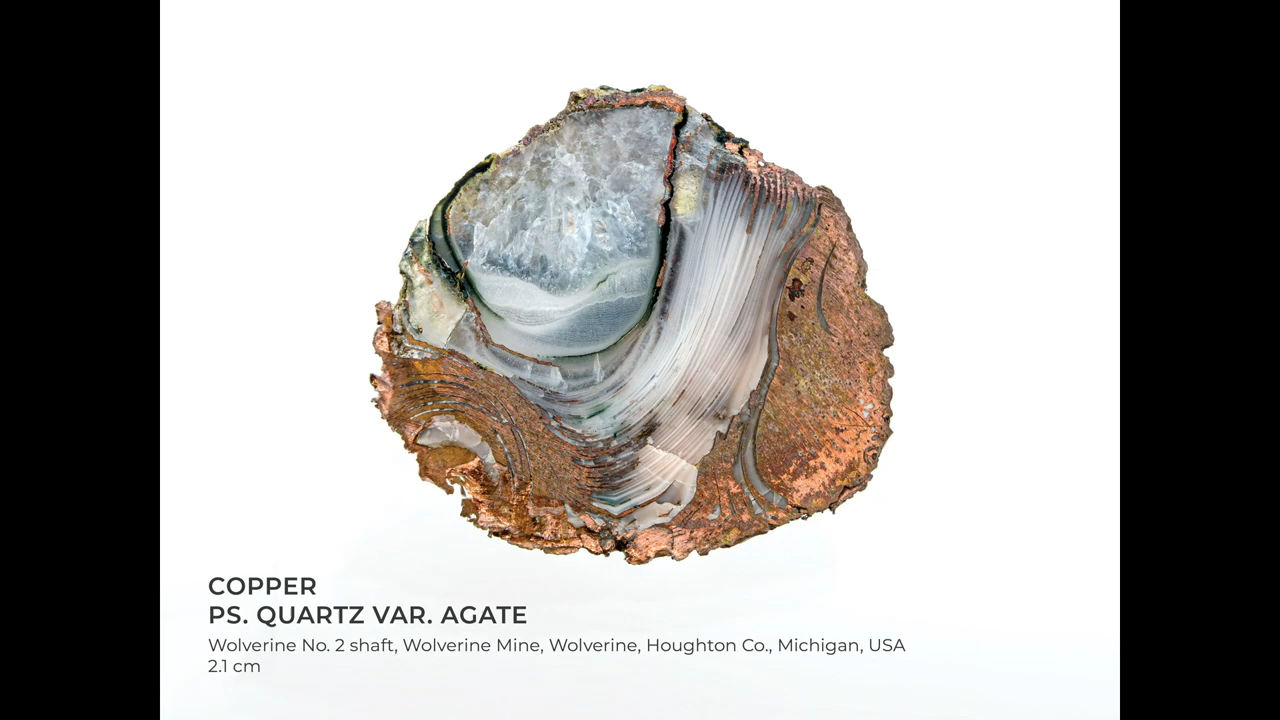 COPPER
PS. QUARTZ VAR. AGATE
Wolverine No. 2 shaft, Wolverine Mine, Wolverine, Houghton Co., Michigan, USA
2.1 cm